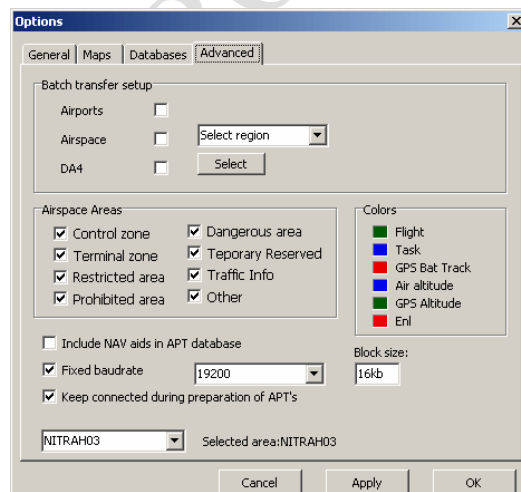 Options
General Maps Databases Advanced
Batch transfer setup
Airports
Airspace Select region
DA4 Select
Airspace Areas
Control zone Dangerous area
Terminal zone Teporary Reserved
Restricted area Traffic Info
Prohibited area Other
Colors
Flight
Task
GPS Bat Track
Air altitude
GPS Altitude
Enl
Include NAV aids in APT database
Fixed baudrate 19200
Keep connected during preparation of APT's
Block size:
16kb
NITRAH03 Selected area:NITRAH03
Cancel Apply OK